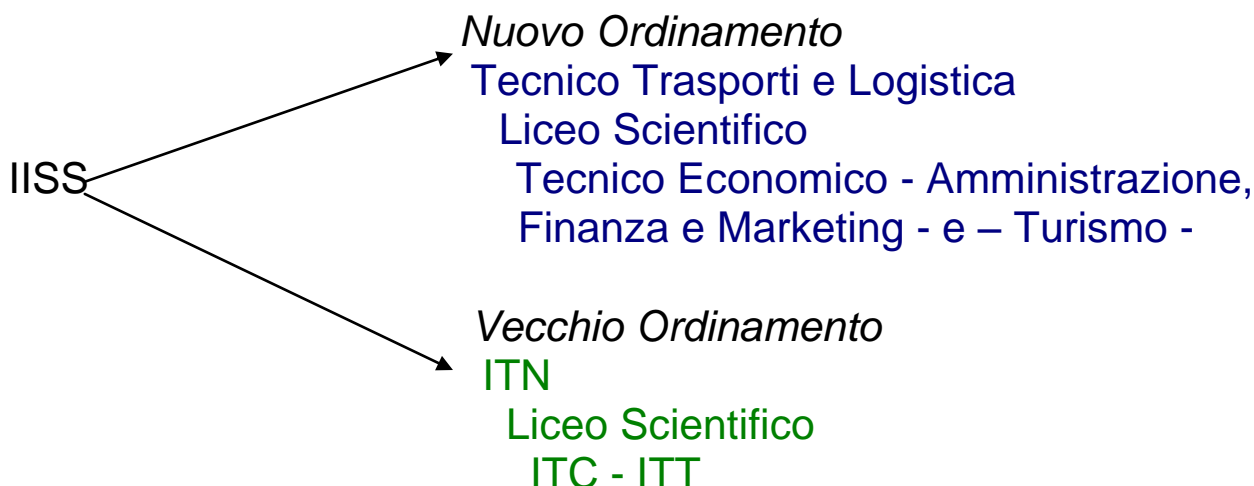 Nuovo Ordinamento
Tecnico Trasporti e Logistica
Liceo Scientifico
IISS
Tecnico Economico - Amministrazione,
Finanza e Marketing - e – Turismo -
Vecchio Ordinamento
ITN
Liceo Scientifico
ITC - ITT